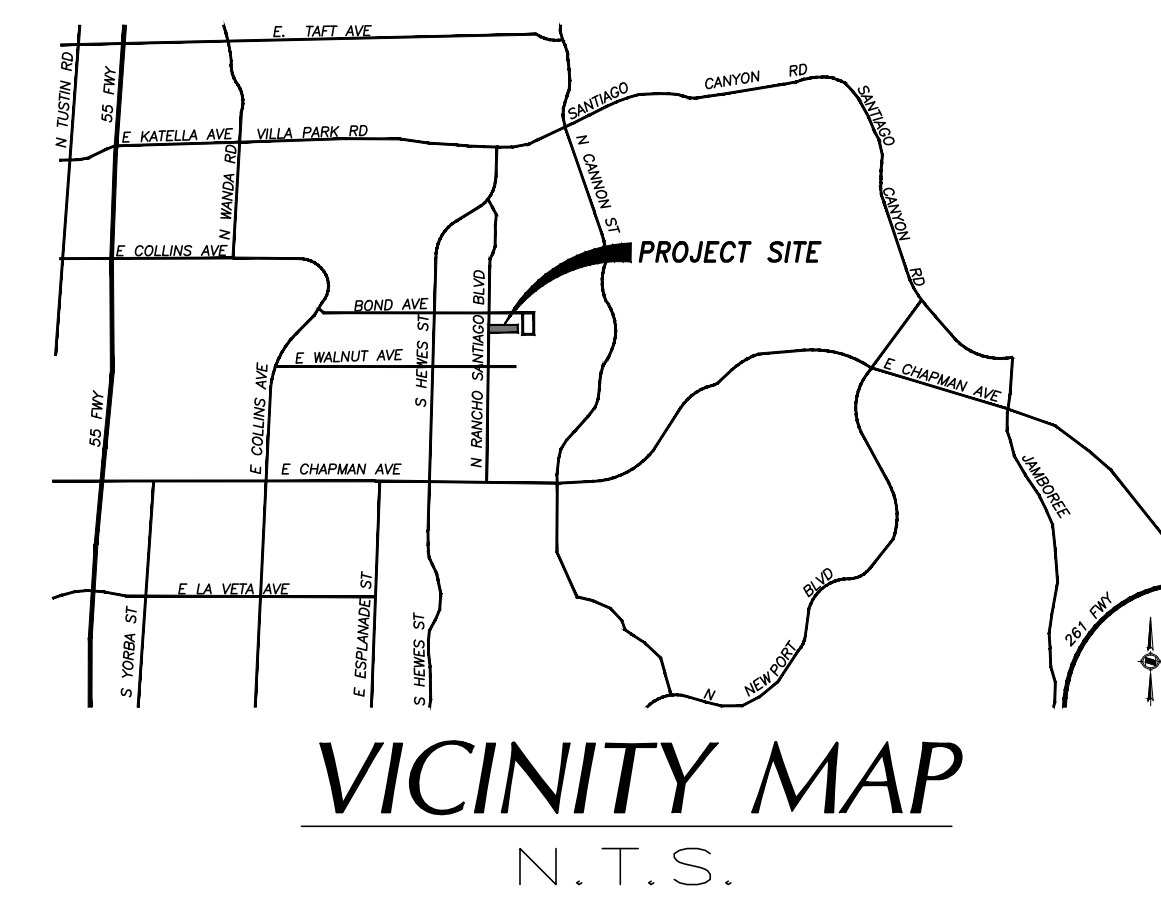 E. TAFT AVE
N TUSTIN RD
55 FWY
SANTIAGO
CANYON
RD
SANTIAGO
E KATELLA AVE
VILLA PARK RD
N WANDA RD
N CANNON ST
CANYON
RD
E COLLINS AVE
PROJECT SITE
BOND AVE
N RANCHO SANTIAGO BLVD
S HEWES ST
E WALNUT AVE
E CHAPMAN AVE
55 FWY
E COLLINS AVE
E CHAPMAN AVE
JAMBOREE
E LA VETA AVE
S YORBA ST
E ESPLANADE ST
S HEWES ST
BLVD
261 FWY
N
NEWPORT
VICINITY MAP
N.T.S.